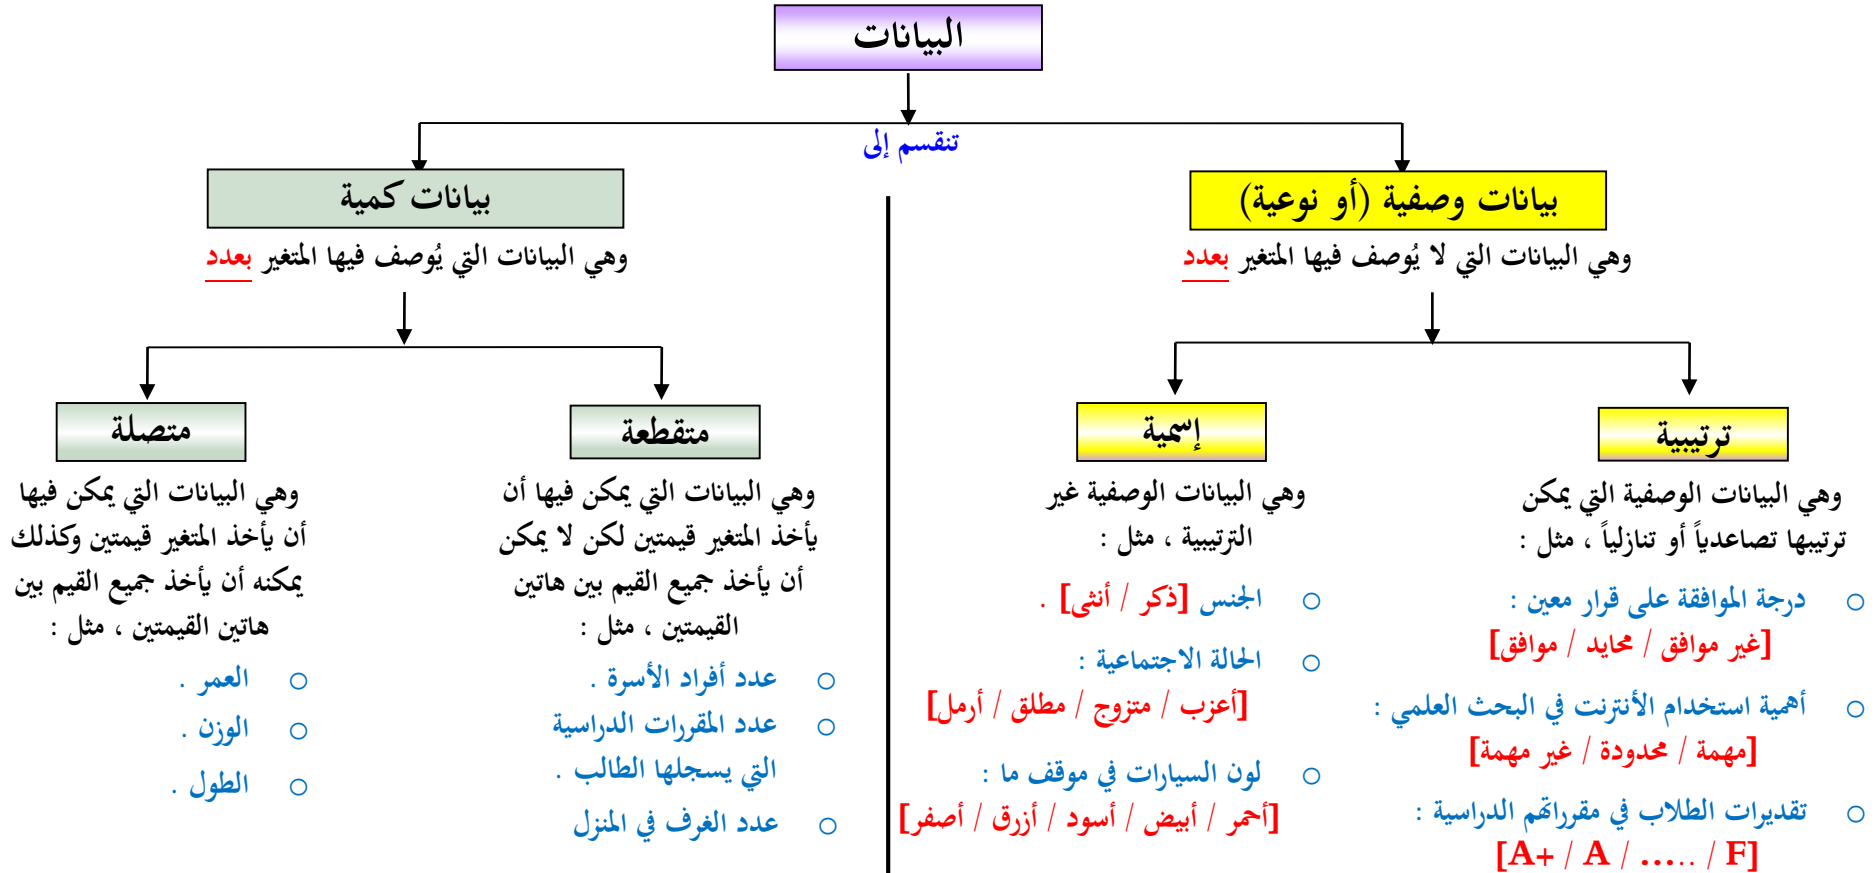 البيانات
تنقسم إلى
بيانات وصفية (أو نوعية)
وهي البيانات التي لا يُوصف فيها المتغير بعدد
ترتيبية
وهي البيانات الوصفية التي يمكن
ترتيبها تصاعدياً أو تنازلياً ، مثل :
○ درجة الموافقة على قرار معين :
[غير موافق / محايد / موافق]
○ أهمية استخدام الأنترنت في البحث العلمي :
[مهمة / محدودة / غير مهمة]
○ تقديرات الطلاب في مقرراتهم الدراسية :
[A+ / A / ..... / F]
إسمية
وهي البيانات الوصفية غير
الترتيبية ، مثل :
○ الجنس [ذكر / أنثى] .
○ الحالة الاجتماعية :
[أعزب / متزوج / مطلق / أرمل]
○ لون السيارات في موقف ما :
[أحمر / أبيض / أسود / أزرق / أصفر]
بيانات كمية
وهي البيانات التي يُوصف فيها المتغير بعدد
متقطعة
وهي البيانات التي يمكن فيها أن
يأخذ المتغير قيمتين لكن لا يمكن
أن يأخذ جميع القيم بين هاتين
القيمتين ، مثل :
○ عدد أفراد الأسرة .
○ عدد المقررات الدراسية
التي يسجلها الطالب .
○ عدد الغرف في المنزل
متصلة
وهي البيانات التي يمكن فيها
أن يأخذ المتغير قيمتين وكذلك
يمكنه أن يأخذ جميع القيم بين
هاتين القيمتين ، مثل :
○ العمر .
○ الوزن .
○ الطول .